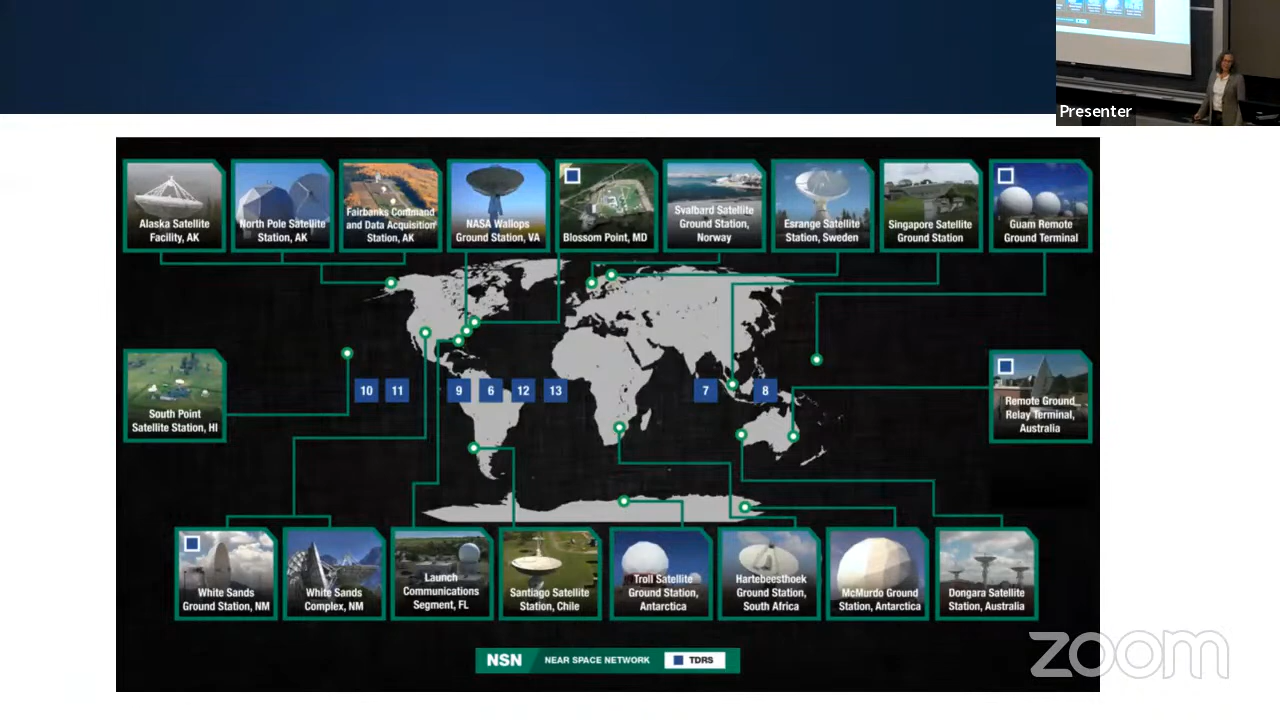 Presenter
Alaska Satellite
Facility, AK
North Pole Satellite
Station, AK
Fairbanks Command
and Data Acquisition
Station, AK
NASA Wallops
Ground Station, VA
Blossom Point, MD
Svalbard Satellite
Ground Station,
Norway
Esrange Satellite
Station, Sweden
Singapore Satellite
Ground Station
Guam Remote
Ground Terminal
South Point
Satellite Station, HI
10
11
9
6
12
13
7
8
Remote Ground
Relay Terminal,
Australia
White Sands
Ground Station, NM
White Sands
Complex, NM
Launch
Communications
Segment, FL
Santiago Satellite
Station, Chile
Troll Satellite
Ground Station,
Antarctica
Hartebeesthoek
Ground Station,
South Africa
McMurdo Ground
Station, Antarctica
Dongara Satellite
Station, Australia
NSN NEAR SPACE NETWORK TDRS
zoom